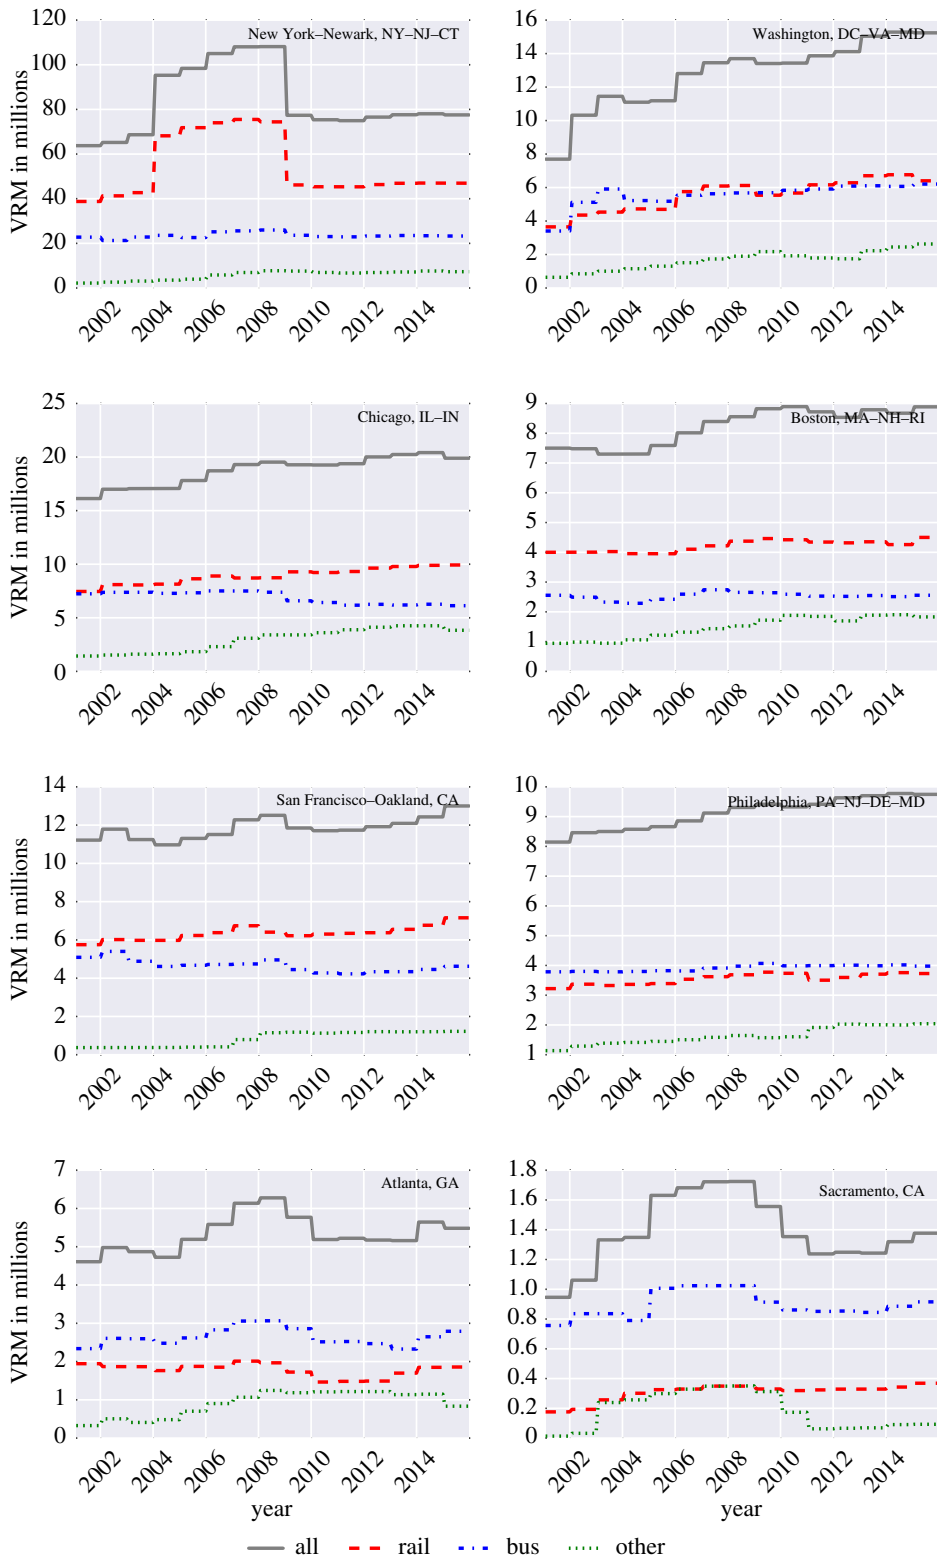 120
100
80
60
40
20
0
VRM in millions
New York–Newark, NY–NJ–CT
2002 2004 2006 2008 2010 2012 2014
16
14
12
10
8
6
4
2
0
Washington, DC–VA–MD
2002 2004 2006 2008 2010 2012 2014
25
20
15
10
5
0
VRM in millions
Chicago, IL–IN
2002 2004 2006 2008 2010 2012 2014
9
8
7
6
5
4
3
2
1
0
Boston, MA–NH–RI
2002 2004 2006 2008 2010 2012 2014
14
12
10
8
6
4
2
0
VRM in millions
San Francisco–Oakland, CA
2002 2004 2006 2008 2010 2012 2014
10
9
8
7
6
5
4
3
2
1
Philadelphia, PA–NJ–DE–MD
2002 2004 2006 2008 2010 2012 2014
7
6
5
4
3
2
1
0
VRM in millions
Atlanta, GA
2002 2004 2006 2008 2010 2012 2014
year
1.8
1.6
1.4
1.2
1.0
0.8
0.6
0.4
0.2
0
Sacramento, CA
2002 2004 2006 2008 2010 2012 2014
year
all rail bus other